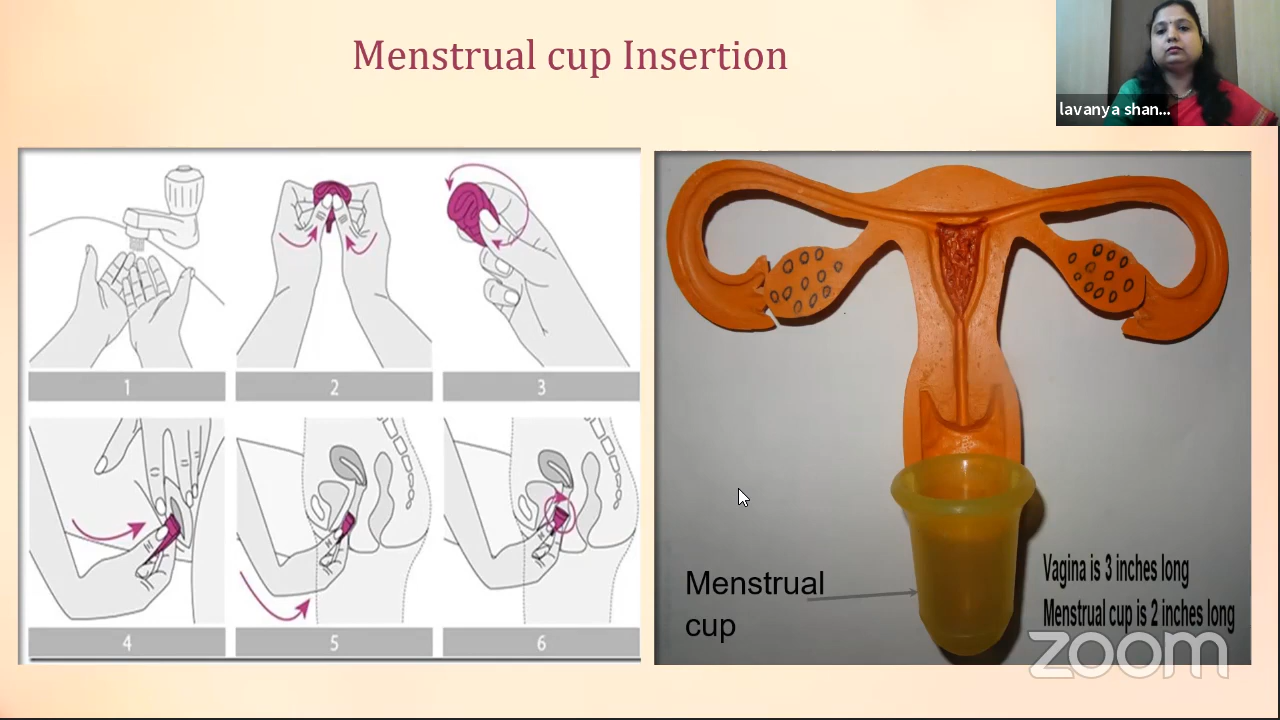 Menstrual cup Insertion
lavanya shan...
1
2
3
4
5
6
Menstrual
cup
Vagina is 3 inches long
Menstrual cup is 2 inches long
zoom